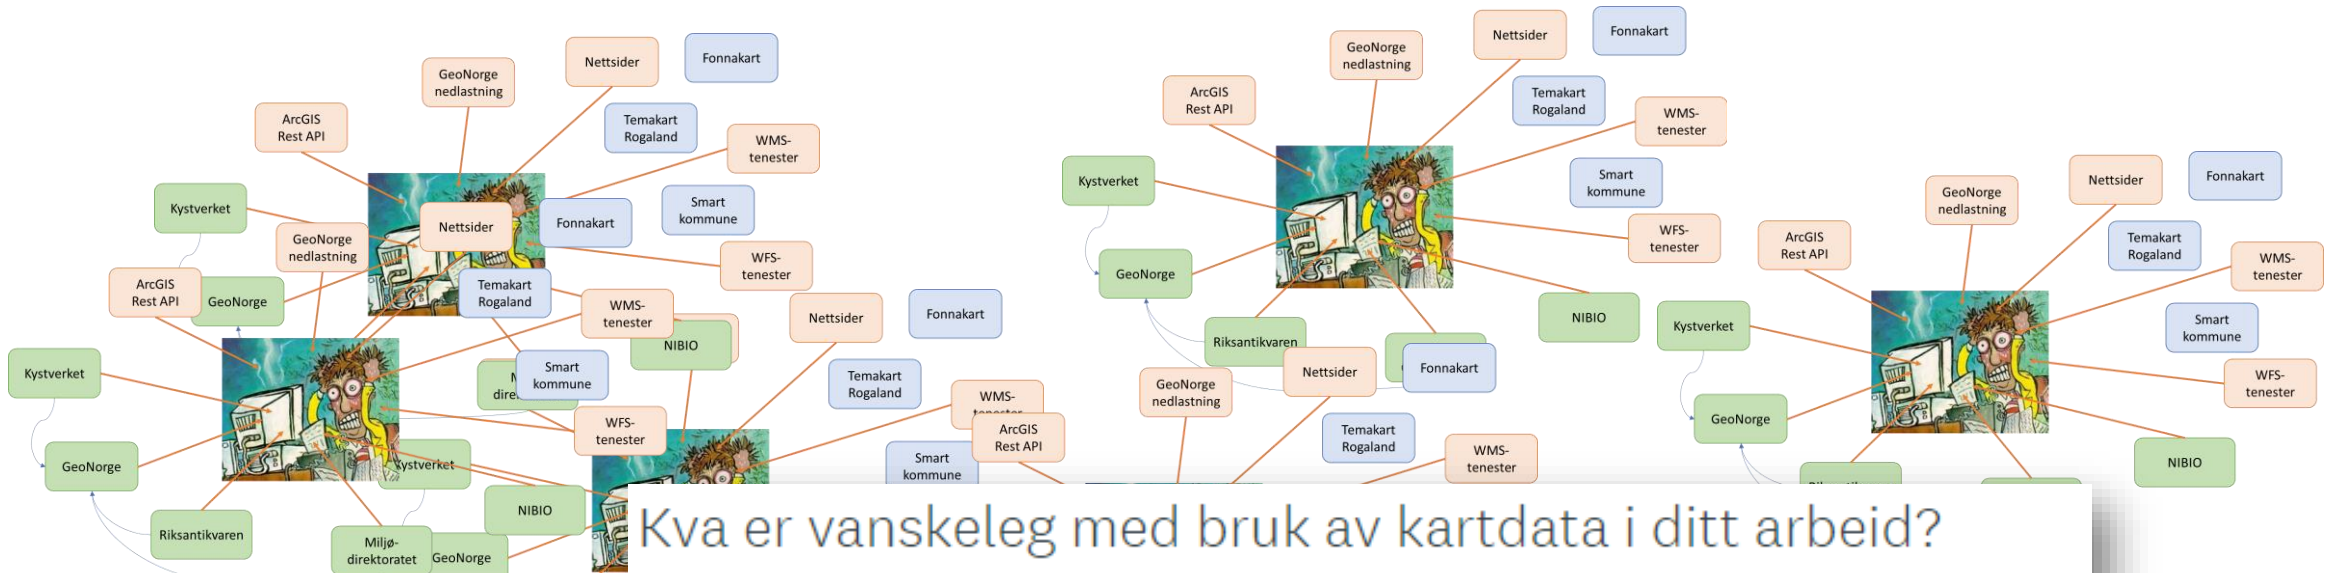 GeoNorge
nedlastning
Nettsider
Fonnakart
ArcGIS
Rest API
Temakart
Rogaland
WMS-
tenester
Kystverket
Smart
kommune
WFS-
tenester
GeoNorge
NIBIO
GeoNorge
nedlastning
Nettsider
Fonnakart
ArcGIS
Rest API
Temakart
Rogaland
WMS-
tenester
Kystverket
Smart
kommune
WFS-
tenester
GeoNorge
NIBIO
Riksantikvaren
Miljø-
direktoratet
Nettsider
Fonnakart
Temakart
Rogaland
WMS-
tenester
Smart
kommune
Kystverket
GeoNorge
GeoNorge
nedlastning
Nettsider
Fonnakart
ArcGIS
Rest API
Temakart
Rogaland
WMS-
tenester
Kystverket
Smart
kommune
WFS-
tenester
GeoNorge
NIBIO
Riksantikvaren
GeoNorge
nedlastning
Nettsider
Fonnakart
ArcGIS
Rest API
Temakart
Rogaland
WMS-
tenester
GeoNorge
nedlastning
Nettsider
Fonnakart
ArcGIS
Rest API
Temakart
Rogaland
WMS-
tenester
Kystverket
Smart
kommune
WFS-
tenester
GeoNorge
NIBIO
Kva er vanskeleg med bruk av kartdata i ditt arbeid?